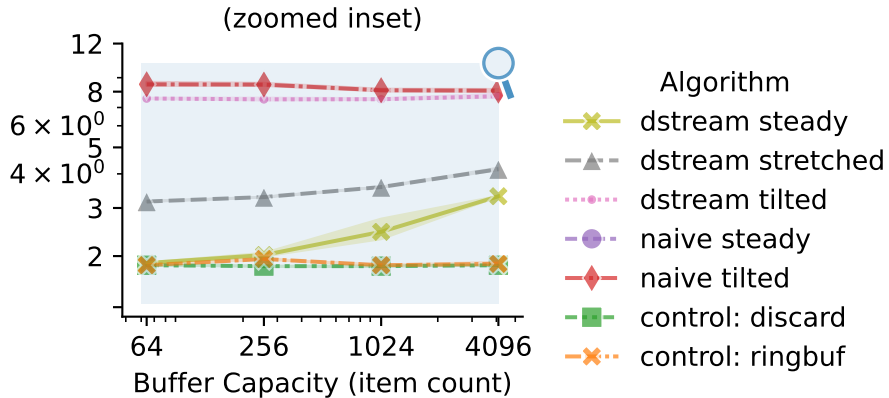 (zoomed inset)
12
8
6 × 10⁰
5
4 × 10⁰
3
2
64 256 1024 4096
Buffer Capacity (item count)
Algorithm
dstream steady
dstream stretched
dstream tilted
naive steady
naive tilted
control: discard
control: ringbuf